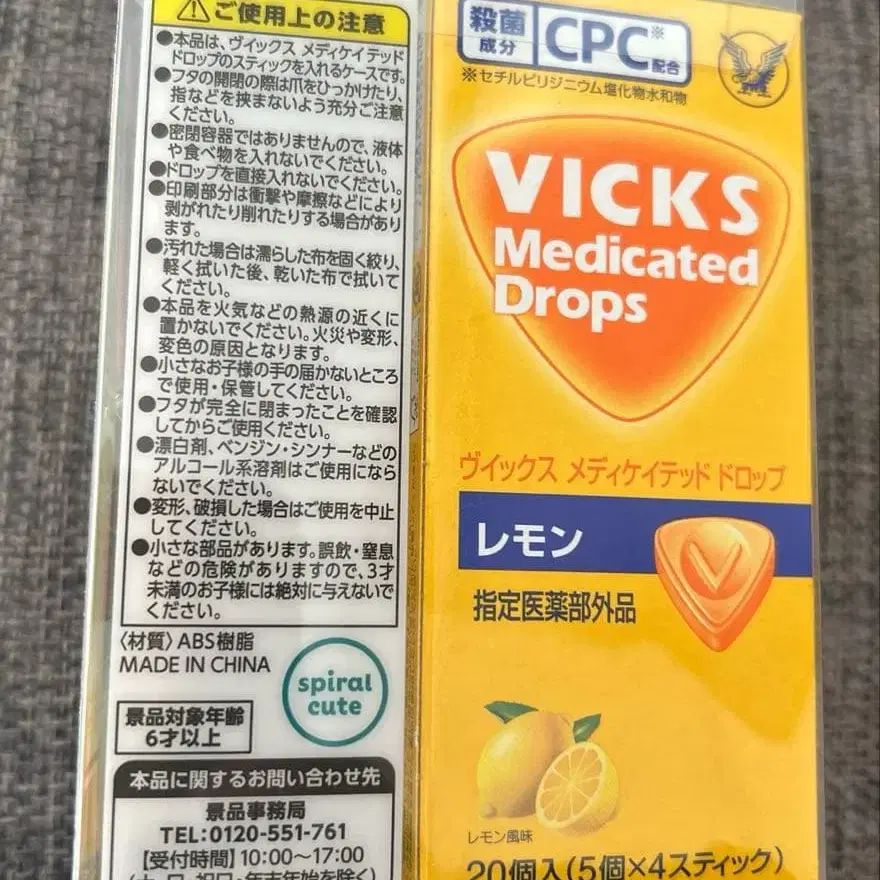 ご使用上の注意
●本品は、ヴイックス メディケイテッド
ドロップのスティックを入れるケースです。
●フタの開閉の際は爪をひっかけたり、
指などを挟まないよう充分ご注意
ください。
●密閉容器ではありませんので、液体
や食べ物を入れないでください。
●ドロップを直接入れないでください。
●印刷部分は衝撃や摩擦などにより
剥がれたり削れたりする場合があり
ます。
●汚れた場合は濡らした布を固く絞り、
軽く拭いた後、乾いた布で拭いて
ください。
●本品を火気などの熱源の近くに
置かないでください。火災や変形、
変色の原因となります。
●小さなお子様の手の届かないところ
で使用・保管してください。
●フタが完全に閉まったことを確認
してからご使用ください。
●漂白剤、ベンジン・シンナーなどの
アルコール系溶剤はご使用になら
ないでください。
●変形、破損した場合はご使用を中止
してください。
●小さな部品があります。誤飲・窒息
などの危険がありますので、3才
未満のお子様には絶対に与えないで
ください。
〈材質〉ABS樹脂
MADE IN CHINA
spiral
cute
景品対象年齢
6才以上
本品に関するお問い合わせ先
景品事務局
TEL:0120-551-761
【受付時間】10:00〜17:00
(土・日・祝日・年末年始を除く)
殺菌
成分
CPC※
配合
※セチルピリジニウム塩化物水和物
VICKS
Medicated
Drops
ヴイックス メディケイテッド ドロップ
レモン
V
指定医薬部外品
レモン風味
20個入(5個×4スティック)